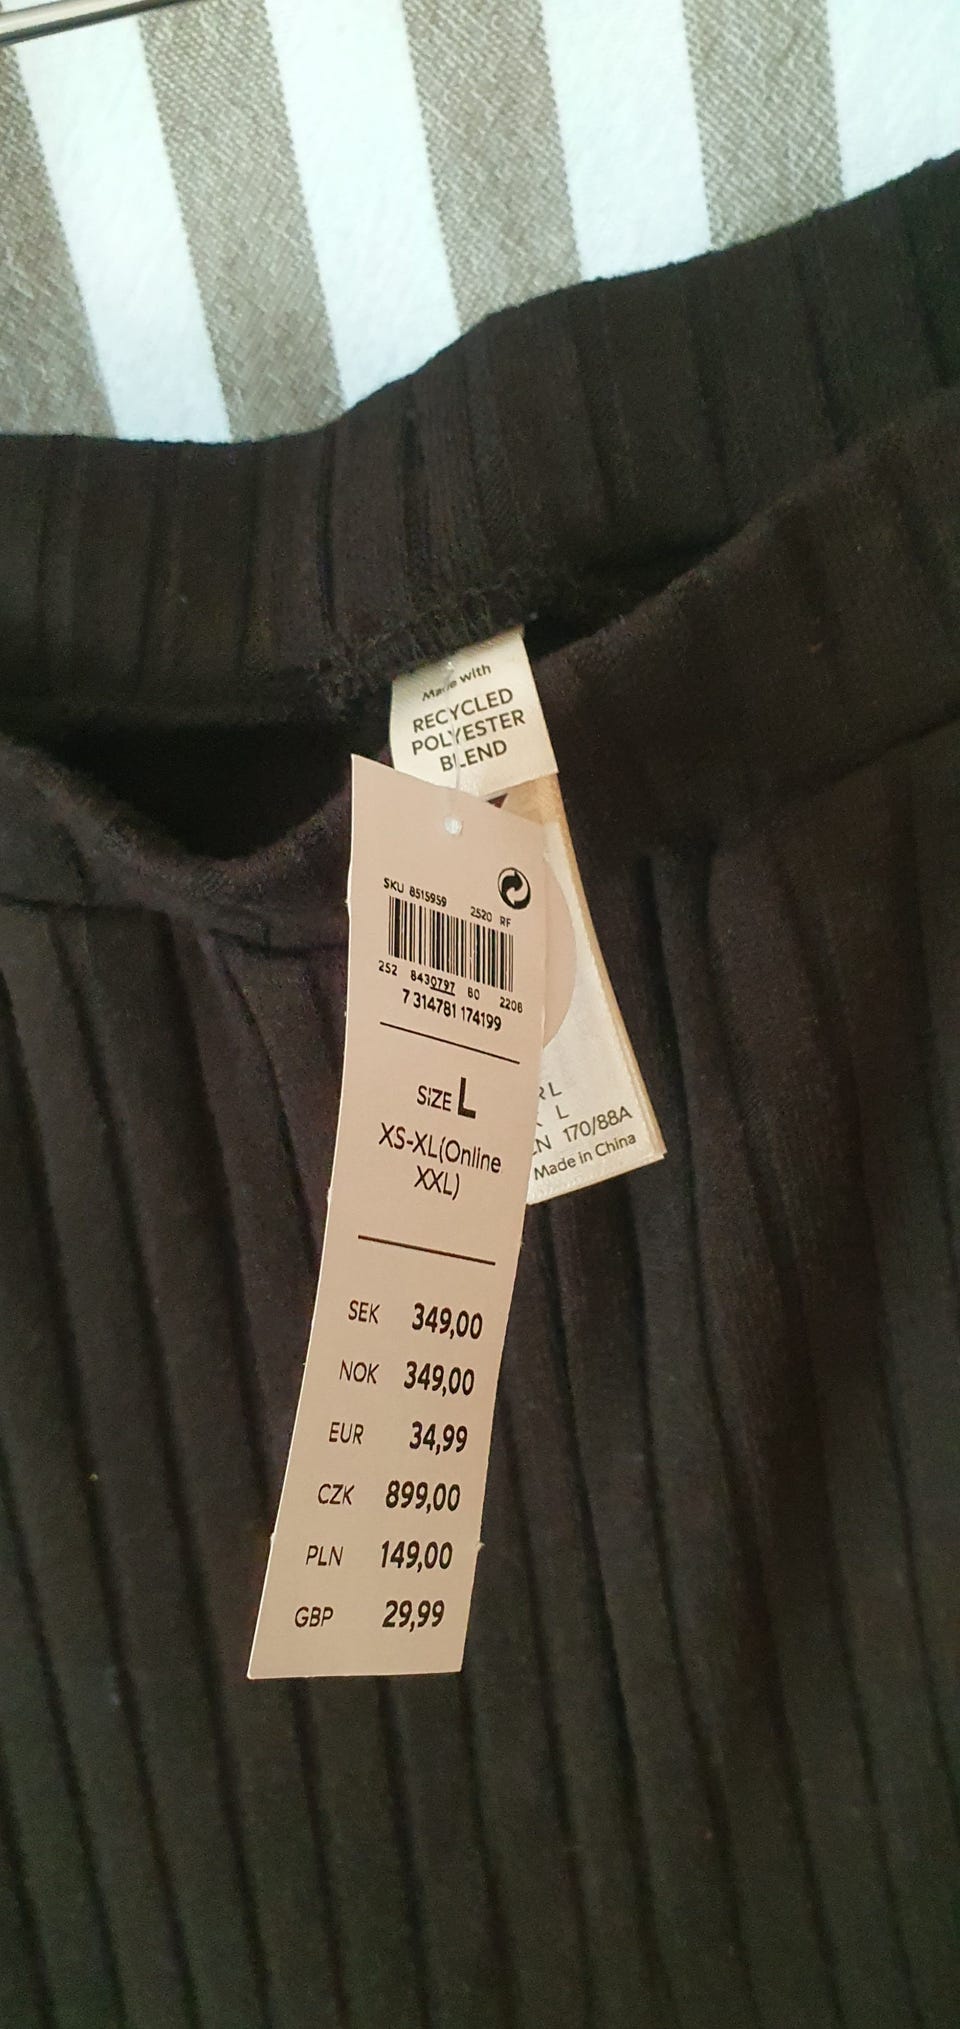 Made with
RECYCLED
POLYESTER
BLEND
SKU 8515959 2520 RF
252 8430797 80 2208
7 314781 174199
SIZE L
XS-XL(Online
XXL)
SEK 349,00
NOK 349,00
EUR 34,99
CZK 899,00
PLN 149,00
GBP 29,99
L
L
170/88A
Made in China